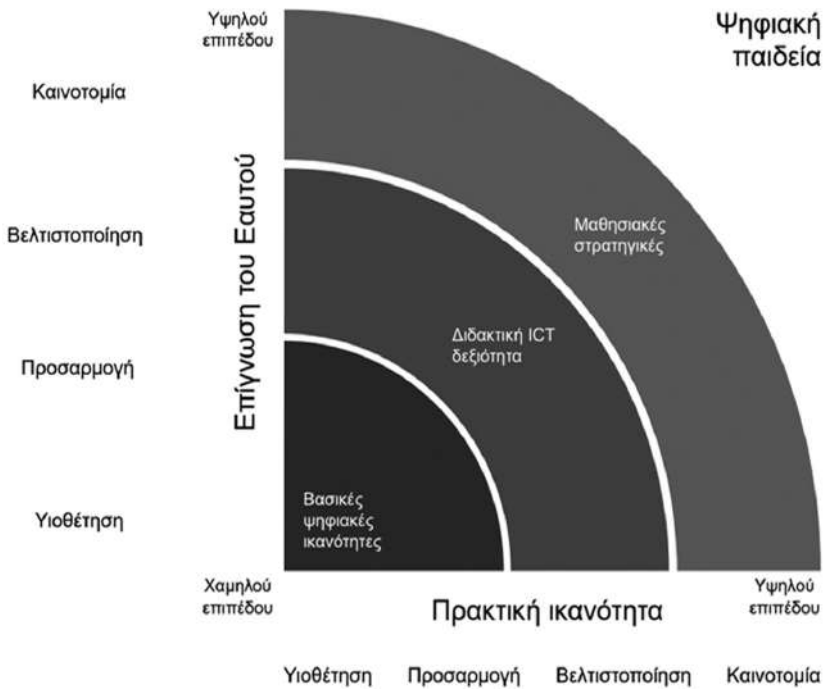 Υψηλού
επιπέδου
Ψηφιακή
παιδεία
Καινοτομία
Βελτιστοποίηση
Προσαρμογή
Υιοθέτηση
Επίγνωση του Εαυτού
Μαθησιακές
στρατηγικές
Διδακτική ICT
δεξιότητα
Βασικές
ψηφιακές
ικανότητες
Χαμηλού
επιπέδου
Πρακτική ικανότητα
Υψηλού
επιπέδου
Υιοθέτηση Προσαρμογή Βελτιστοποίηση Καινοτομία